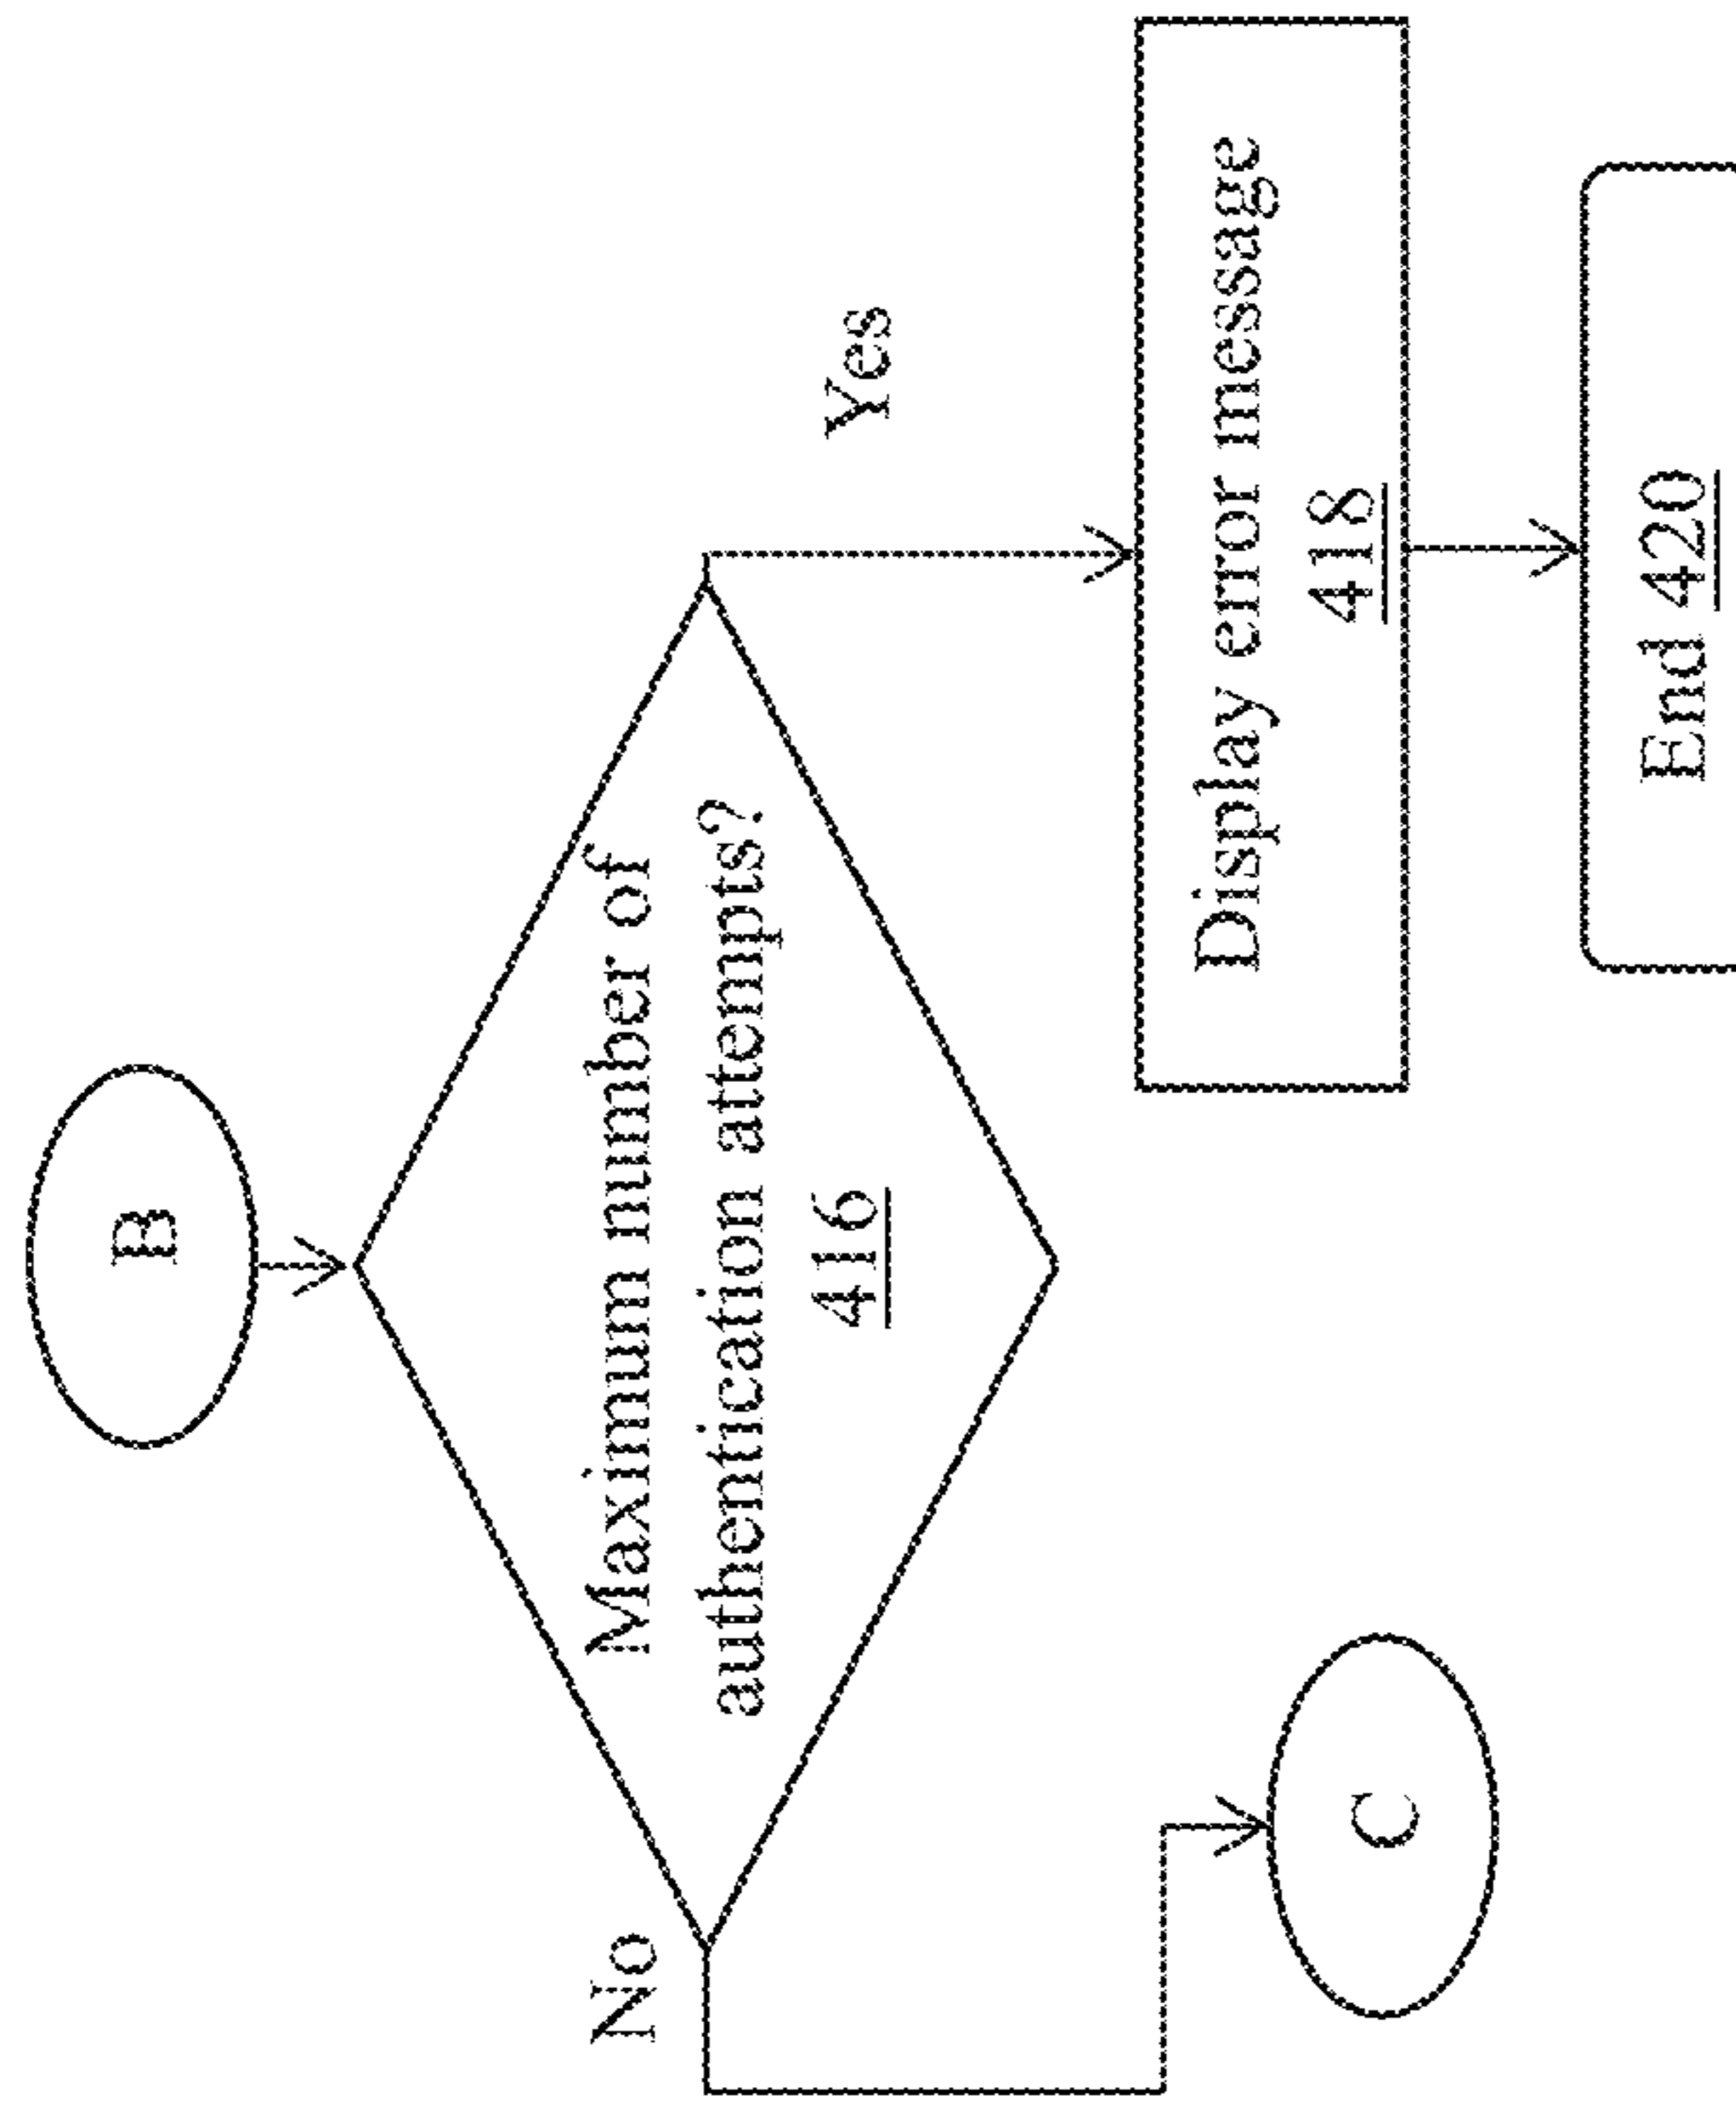 B
Maximum number of
authentication attempts?
416
No
Yes
Display error message
418
C
End 420